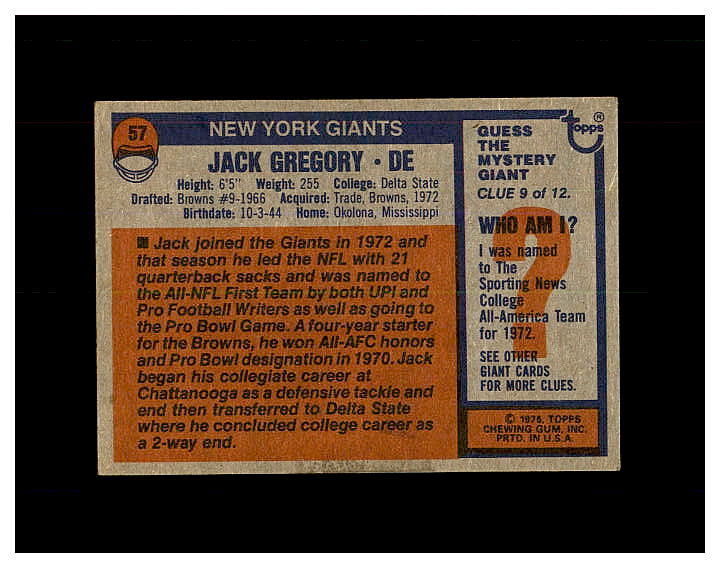 57
NEW YORK GIANTS
JACK GREGORY • DE
Height: 6'5" Weight: 255 College: Delta State
Drafted: Browns #9-1966 Acquired: Trade, Browns, 1972
Birthdate: 10-3-44 Home: Okolona, Mississippi
Jack joined the Giants in 1972 and
that season he led the NFL with 21
quarterback sacks and was named to
the All-NFL First Team by both UPI and
Pro Football Writers as well as going to
the Pro Bowl Game. A four-year starter
for the Browns, he won All-AFC honors
and Pro Bowl designation in 1970. Jack
began his collegiate career at
Chattanooga as a defensive tackle and
end then transferred to Delta State
where he concluded college career as
a 2-way end.
topps®
GUESS
THE
MYSTERY
GIANT
CLUE 9 of 12.
?
WHO AM I?
I was named
to The
Sporting News
College
All-America Team
for 1972.
SEE OTHER
GIANT CARDS
FOR MORE CLUES.
© 1976, TOPPS
CHEWING GUM, INC.
PRTD. IN U.S.A.